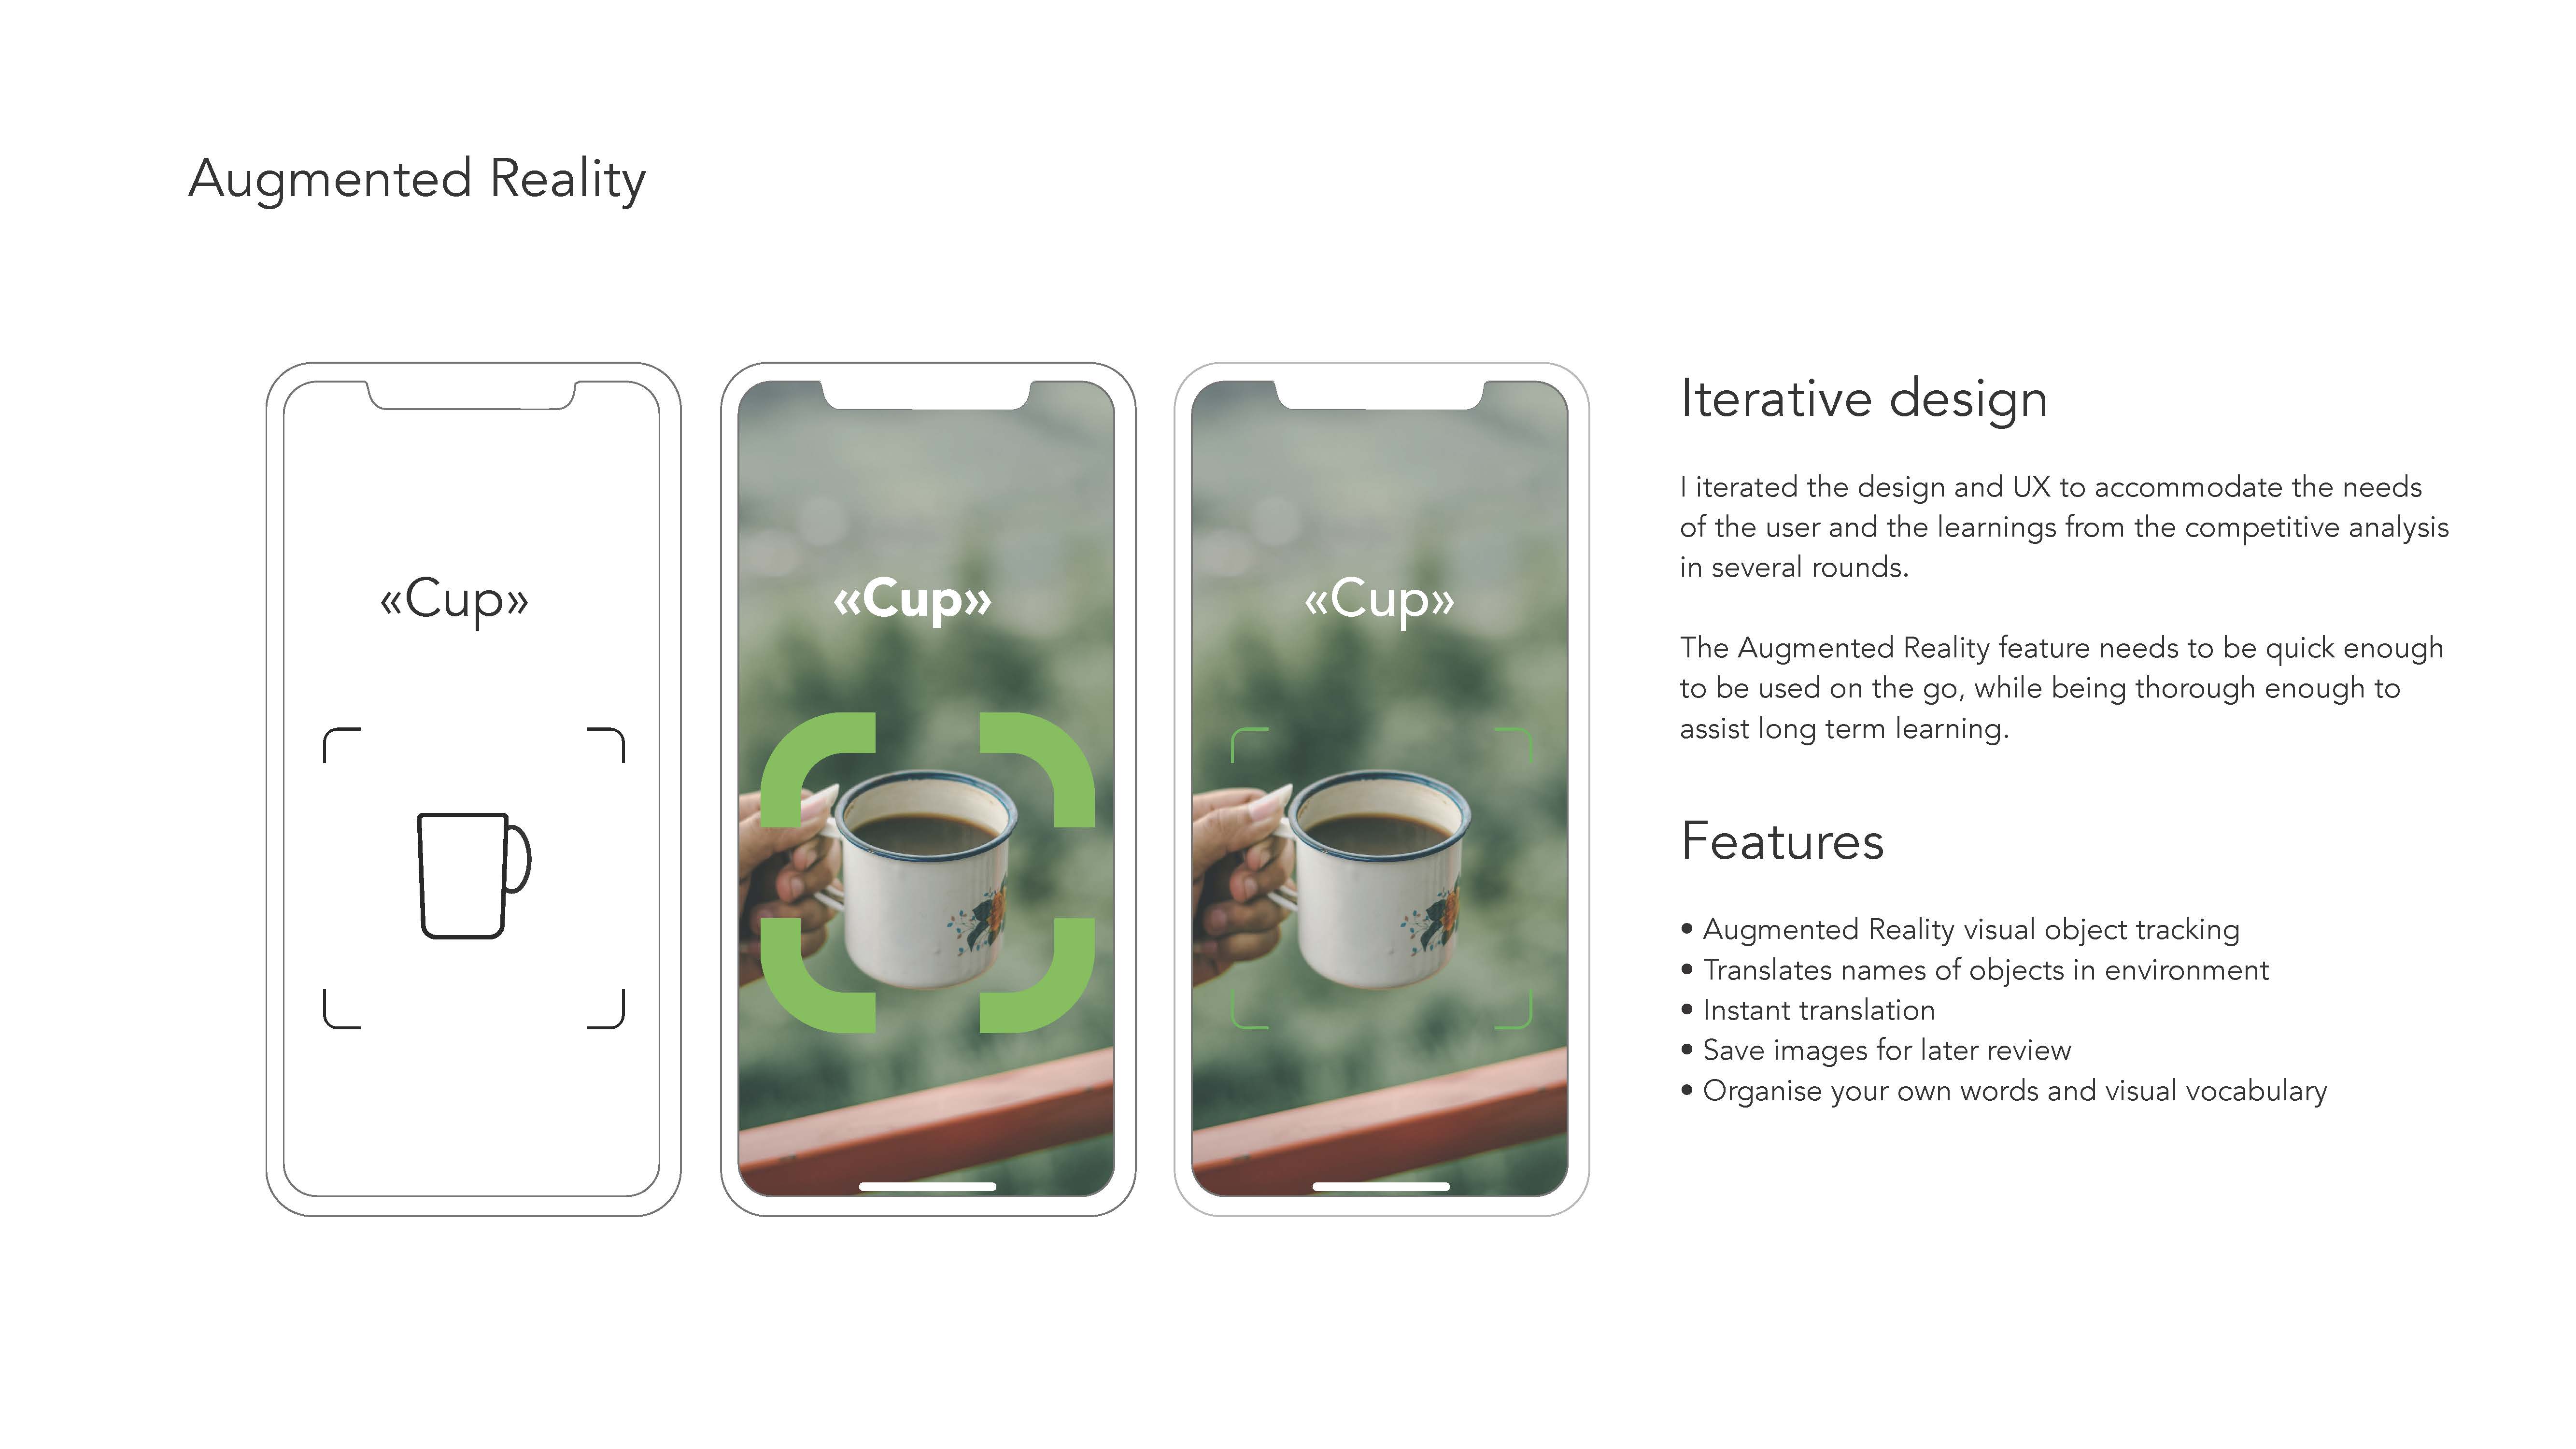 Augmented Reality
«Cup»
«Cup»
«Cup»
Iterative design
I iterated the design and UX to accommodate the needs
of the user and the learnings from the competitive analysis
in several rounds.
The Augmented Reality feature needs to be quick enough
to be used on the go, while being thorough enough to
assist long term learning.
Features
• Augmented Reality visual object tracking
• Translates names of objects in environment
• Instant translation
• Save images for later review
• Organise your own words and visual vocabulary